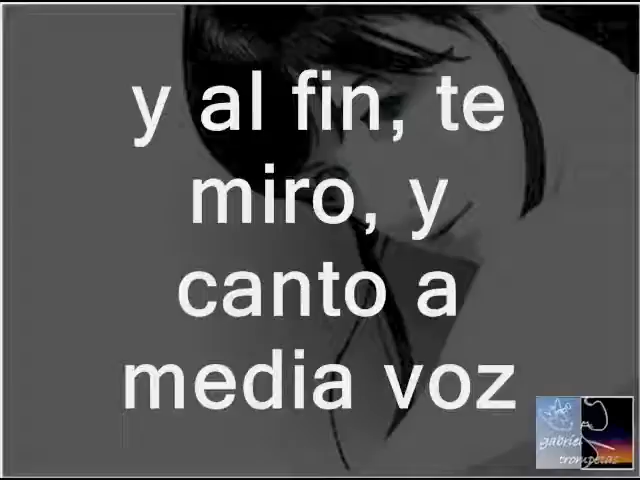 y al fin, te
miro, y
canto a
media voz
gabriel
trompetas